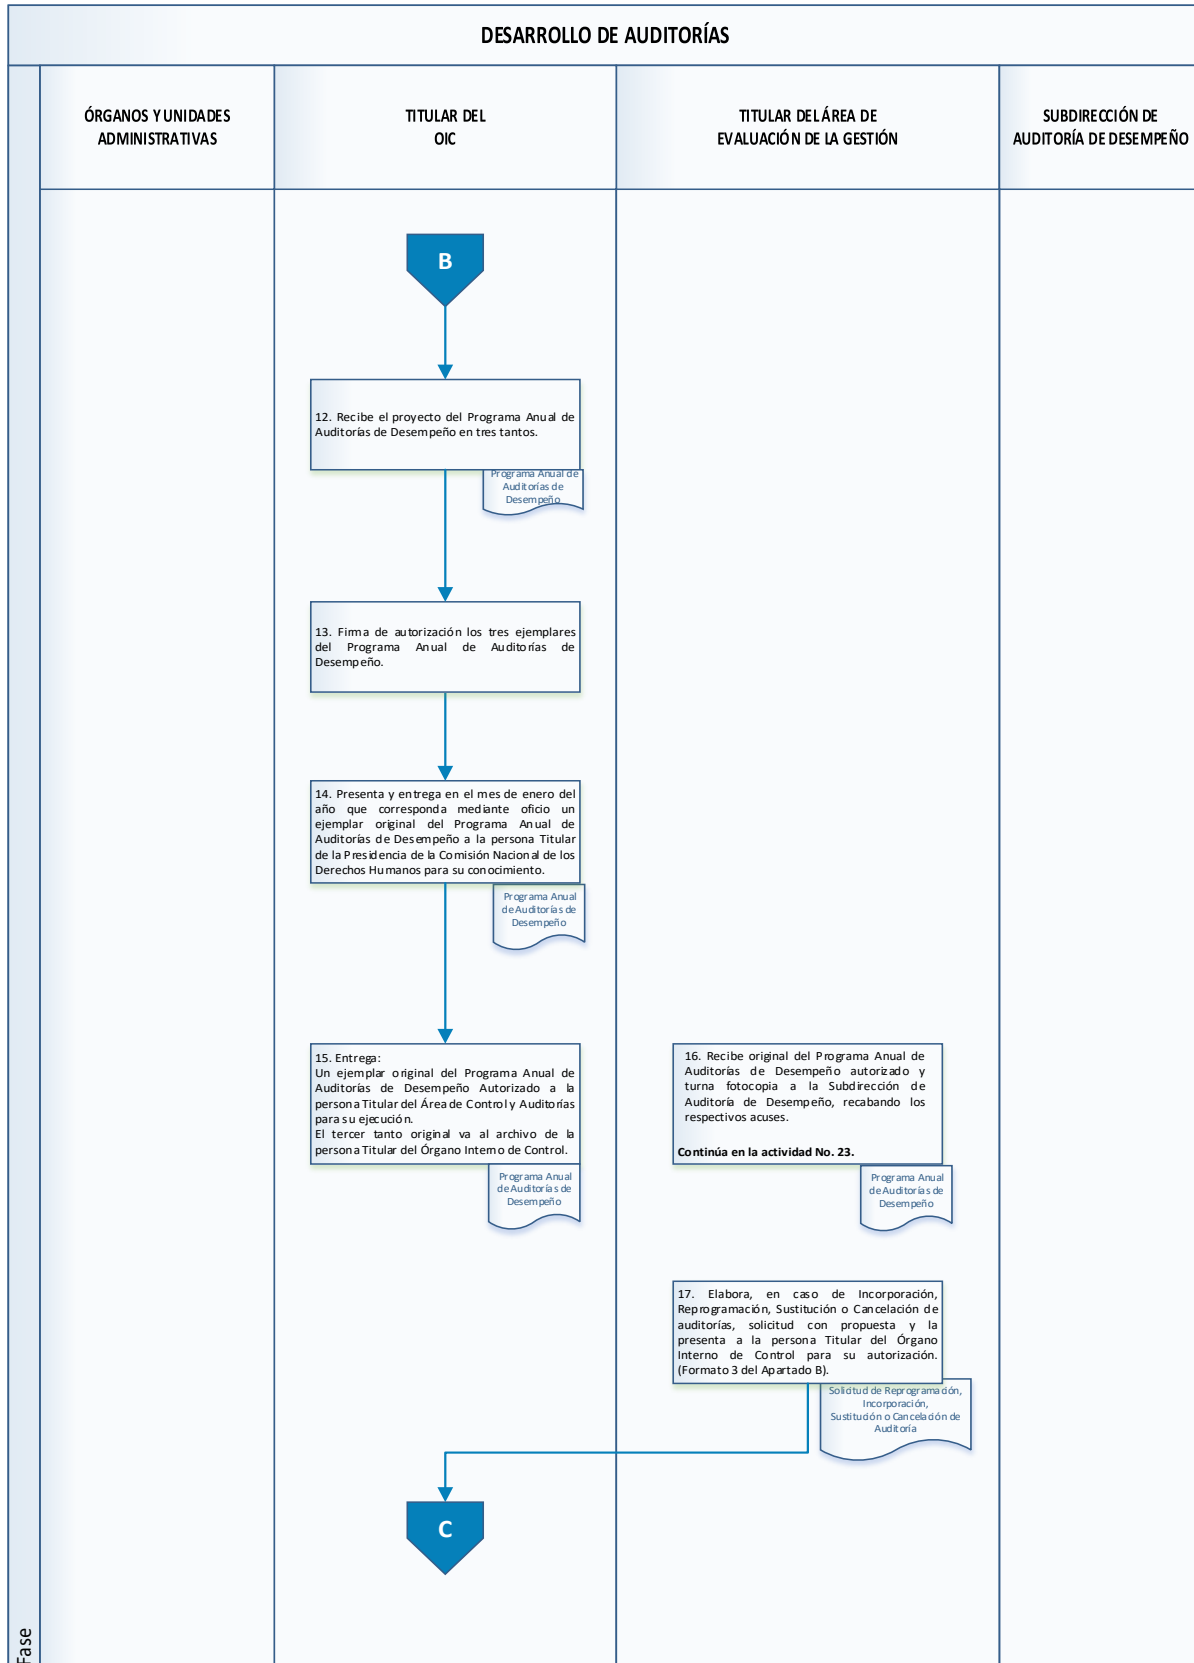 DESARROLLO DE AUDITORÍAS
ÓRGANOS Y UNIDADES
ADMINISTRATIVAS
TITULAR DEL
OIC
TITULAR DEL ÁREA DE
EVALUACIÓN DE LA GESTIÓN
SUBDIRECCIÓN DE
AUDITORÍA DE DESEMPEÑO
B
12. Recibe el proyecto del Programa Anual de
Auditorías de Desempeño en tres tantos.
Programa Anual de
Auditorías de
Desempeño
13. Firma de autorización los tres ejemplares
del Programa Anual de Auditorías de
Desempeño.
14. Presenta y entrega en el mes de enero del
año que corresponda mediante oficio un
ejemplar original del Programa Anual de
Auditorías de Desempeño a la persona Titular
de la Presidencia de la Comisión Nacional de los
Derechos Humanos para su conocimiento.
Programa Anual
de Auditorías de
Desempeño
15. Entrega:
Un ejemplar original del Programa Anual de
Auditorías de Desempeño Autorizado a la
persona Titular del Área de Control y Auditorías
para su ejecución.
El tercer tanto original va al archivo de la
persona Titular del Órgano Interno de Control.
Programa Anual
de Auditorías de
Desempeño
16. Recibe original del Programa Anual de
Auditorías de Desempeño autorizado y
turna fotocopia a la Subdirección de
Auditoría de Desempeño, recabando los
respectivos acuses.
Continúa en la actividad No. 23.
Programa Anual
de Auditorías de
Desempeño
17. Elabora, en caso de Incorporación,
Reprogramación, Sustitución o Cancelación de
auditorías, solicitud con propuesta y la
presenta a la persona Titular del Órgano
Interno de Control para su autorización.
(Formato 3 del Apartado B).
Solicitud de Reprogramación,
Incorporación,
Sustitución o Cancelación de
Auditoría
C
Fase